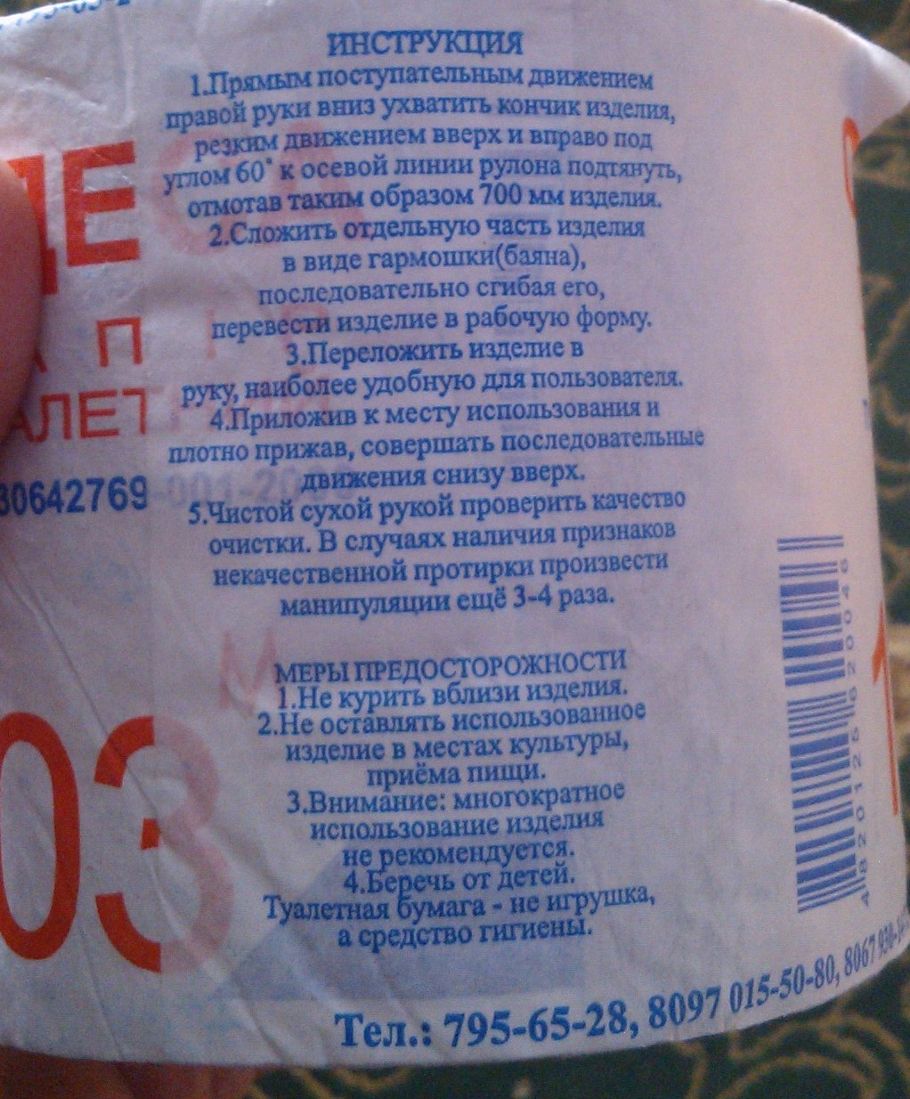 ИНСТРУКЦИЯ
1.Прямым поступательным движением
правой руки вниз ухватить кончик изделия,
резким движением вверх и вправо под
углом 60° к осевой линии рулона подтянуть,
отмотав таким образом 700 мм изделия.
2.Сложить отдельную часть изделия
в виде гармошки(баяна),
последовательно сгибая его,
перевести изделие в рабочую форму.
3.Переложить изделие в
руку, наиболее удобную для пользователя.
4.Приложив к месту использования и
плотно прижав, совершать последовательные
движения снизу вверх.
5.Чистой сухой рукой проверить качество
очистки. В случаях наличия признаков
некачественной протирки произвести
манипуляции ещё 3-4 раза.
МЕРЫ ПРЕДОСТОРОЖНОСТИ
1.Не курить вблизи изделия.
2.Не оставлять использованное
изделие в местах культуры,
приёма пищи.
3.Внимание: многократное
использование изделия
не рекомендуется.
4.Беречь от детей.
Туалетная бумага - не игрушка,
а средство гигиены.
Тел.: 795-65-28, 8097 015-50-80, 8067
ДЕ
АП
АЛЕТ
30642769-001-20
03
М
4820125620046
1